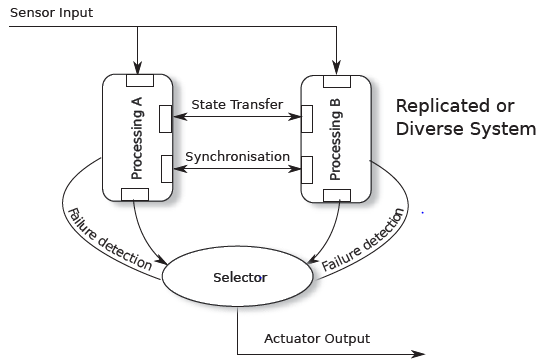 Sensor Input
Processing A
State Transfer
Synchronisation
Processing B
Replicated or
Diverse System
Failure detection
Failure detection
Selector
Actuator Output